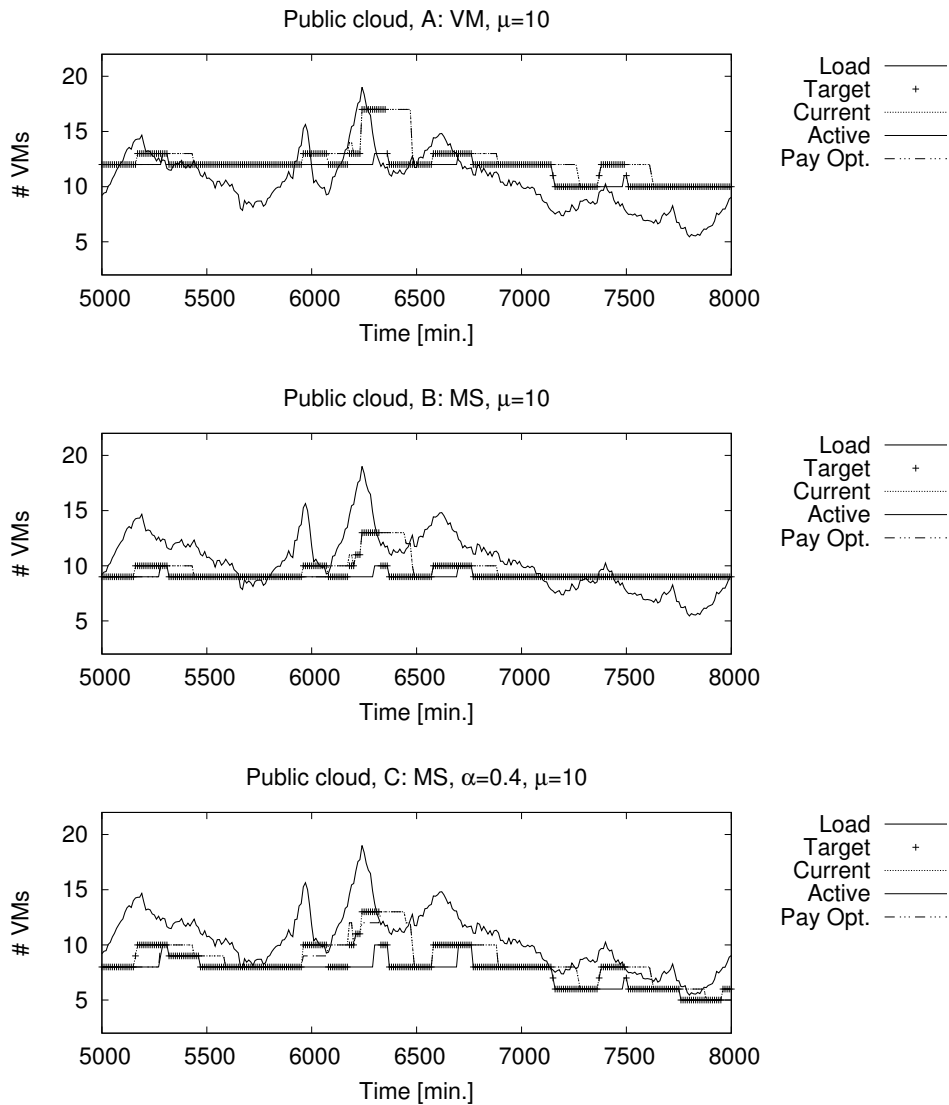 Public cloud, A: VM, μ=10
# VMs
20
15
10
5
5000 5500 6000 6500 7000 7500 8000
Time [min.]
Load
Target
Current
Active
Pay Opt.
Public cloud, B: MS, μ=10
# VMs
20
15
10
5
5000 5500 6000 6500 7000 7500 8000
Time [min.]
Load
Target
Current
Active
Pay Opt.
Public cloud, C: MS, α=0.4, μ=10
# VMs
20
15
10
5
5000 5500 6000 6500 7000 7500 8000
Time [min.]
Load
Target
Current
Active
Pay Opt.